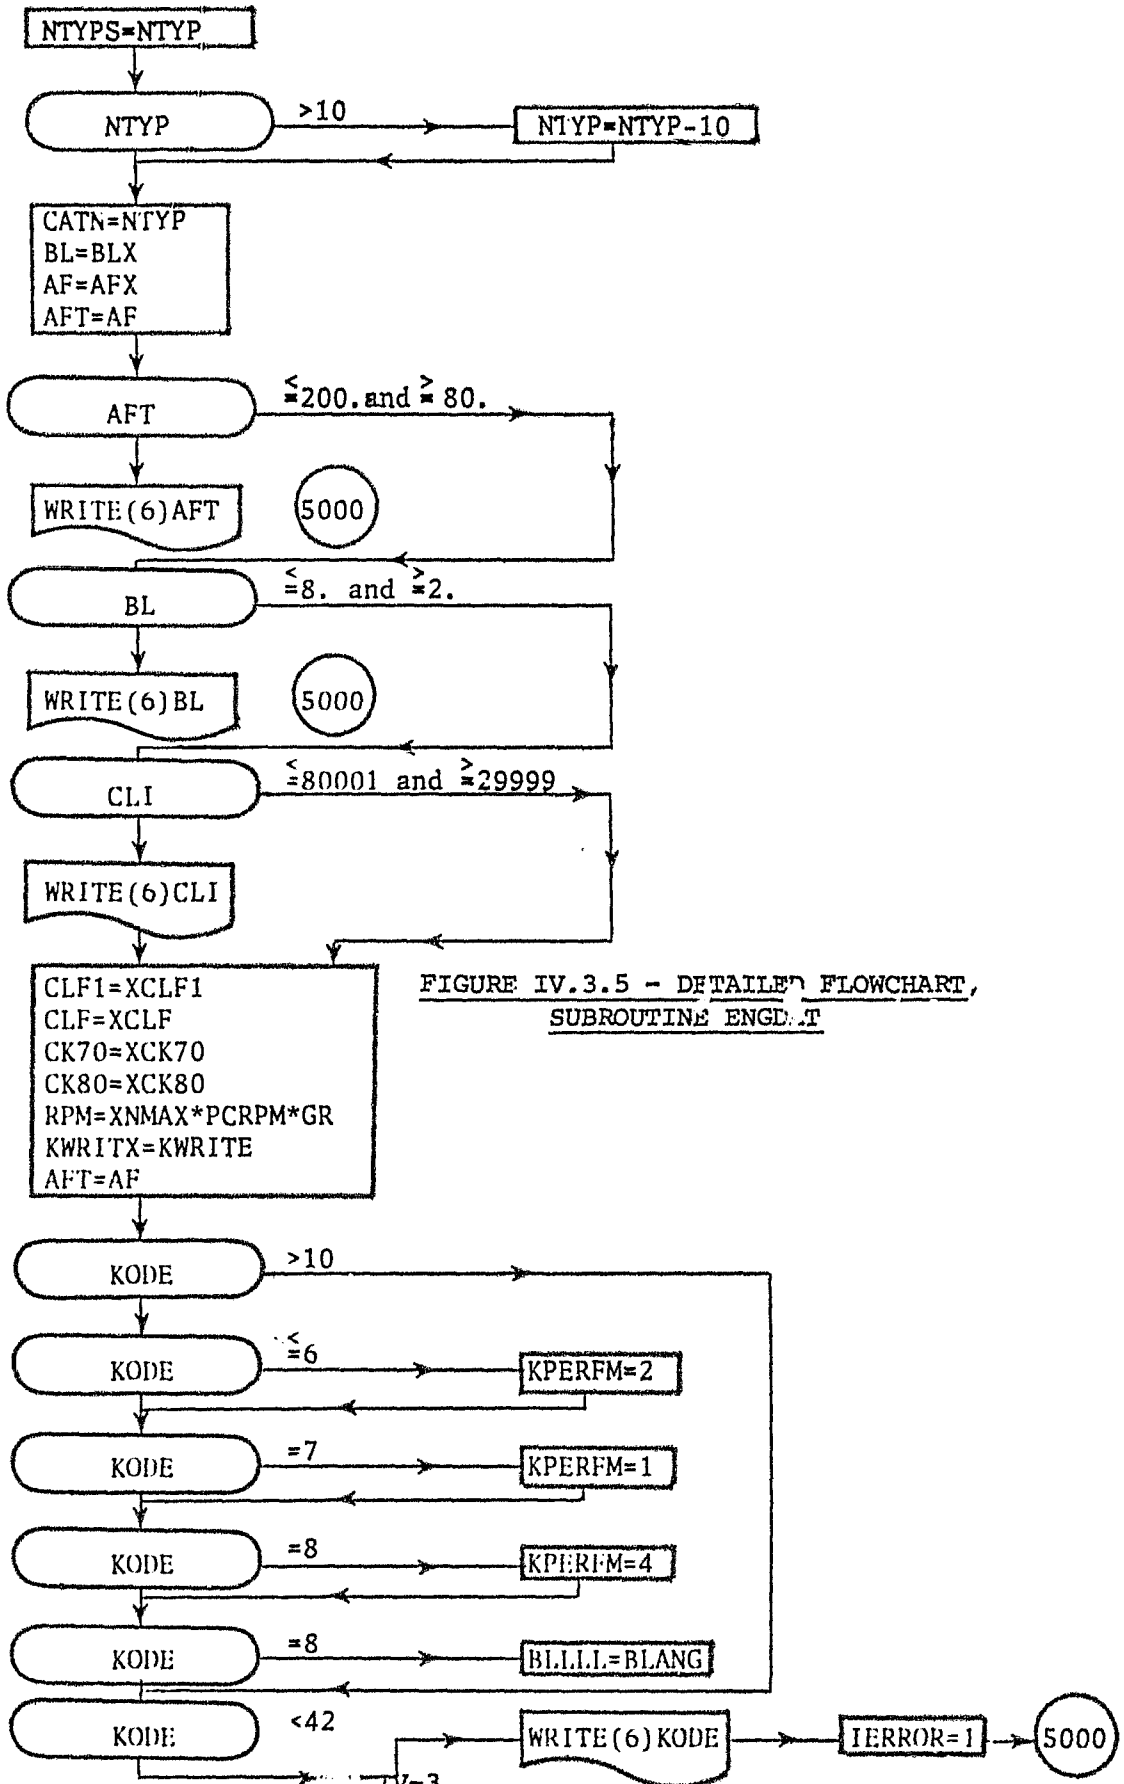 NTYPS=NTYP
NTYP
>10
NTYP=NTYP-10
CATN=NTYP
BL=BLX
AF=AFX
AFT=AF
AFT
≤200. and ≥80.
WRITE(6)AFT
5000
BL
≤8. and ≥2.
WRITE(6)BL
5000
CLI
≤80001 and ≥29999
WRITE(6)CLI
CLF1=XCLF1
CLF=XCLF
CK70=XCK70
CK80=XCK80
RPM=XNMAX*PCRPM*GR
KWRITX=KWRITE
AFT=AF
FIGURE IV.3.5 - DETAILED FLOWCHART,
SUBROUTINE ENGDAT
KODE
>10
KODE
≤6
KPERFM=2
KODE
=7
KPERFM=1
KODE
=8
KPERFM=4
KODE
=8
BLLLL=BLANG
KODE
<42
WRITE(6)KODE
IERROR=1
5000